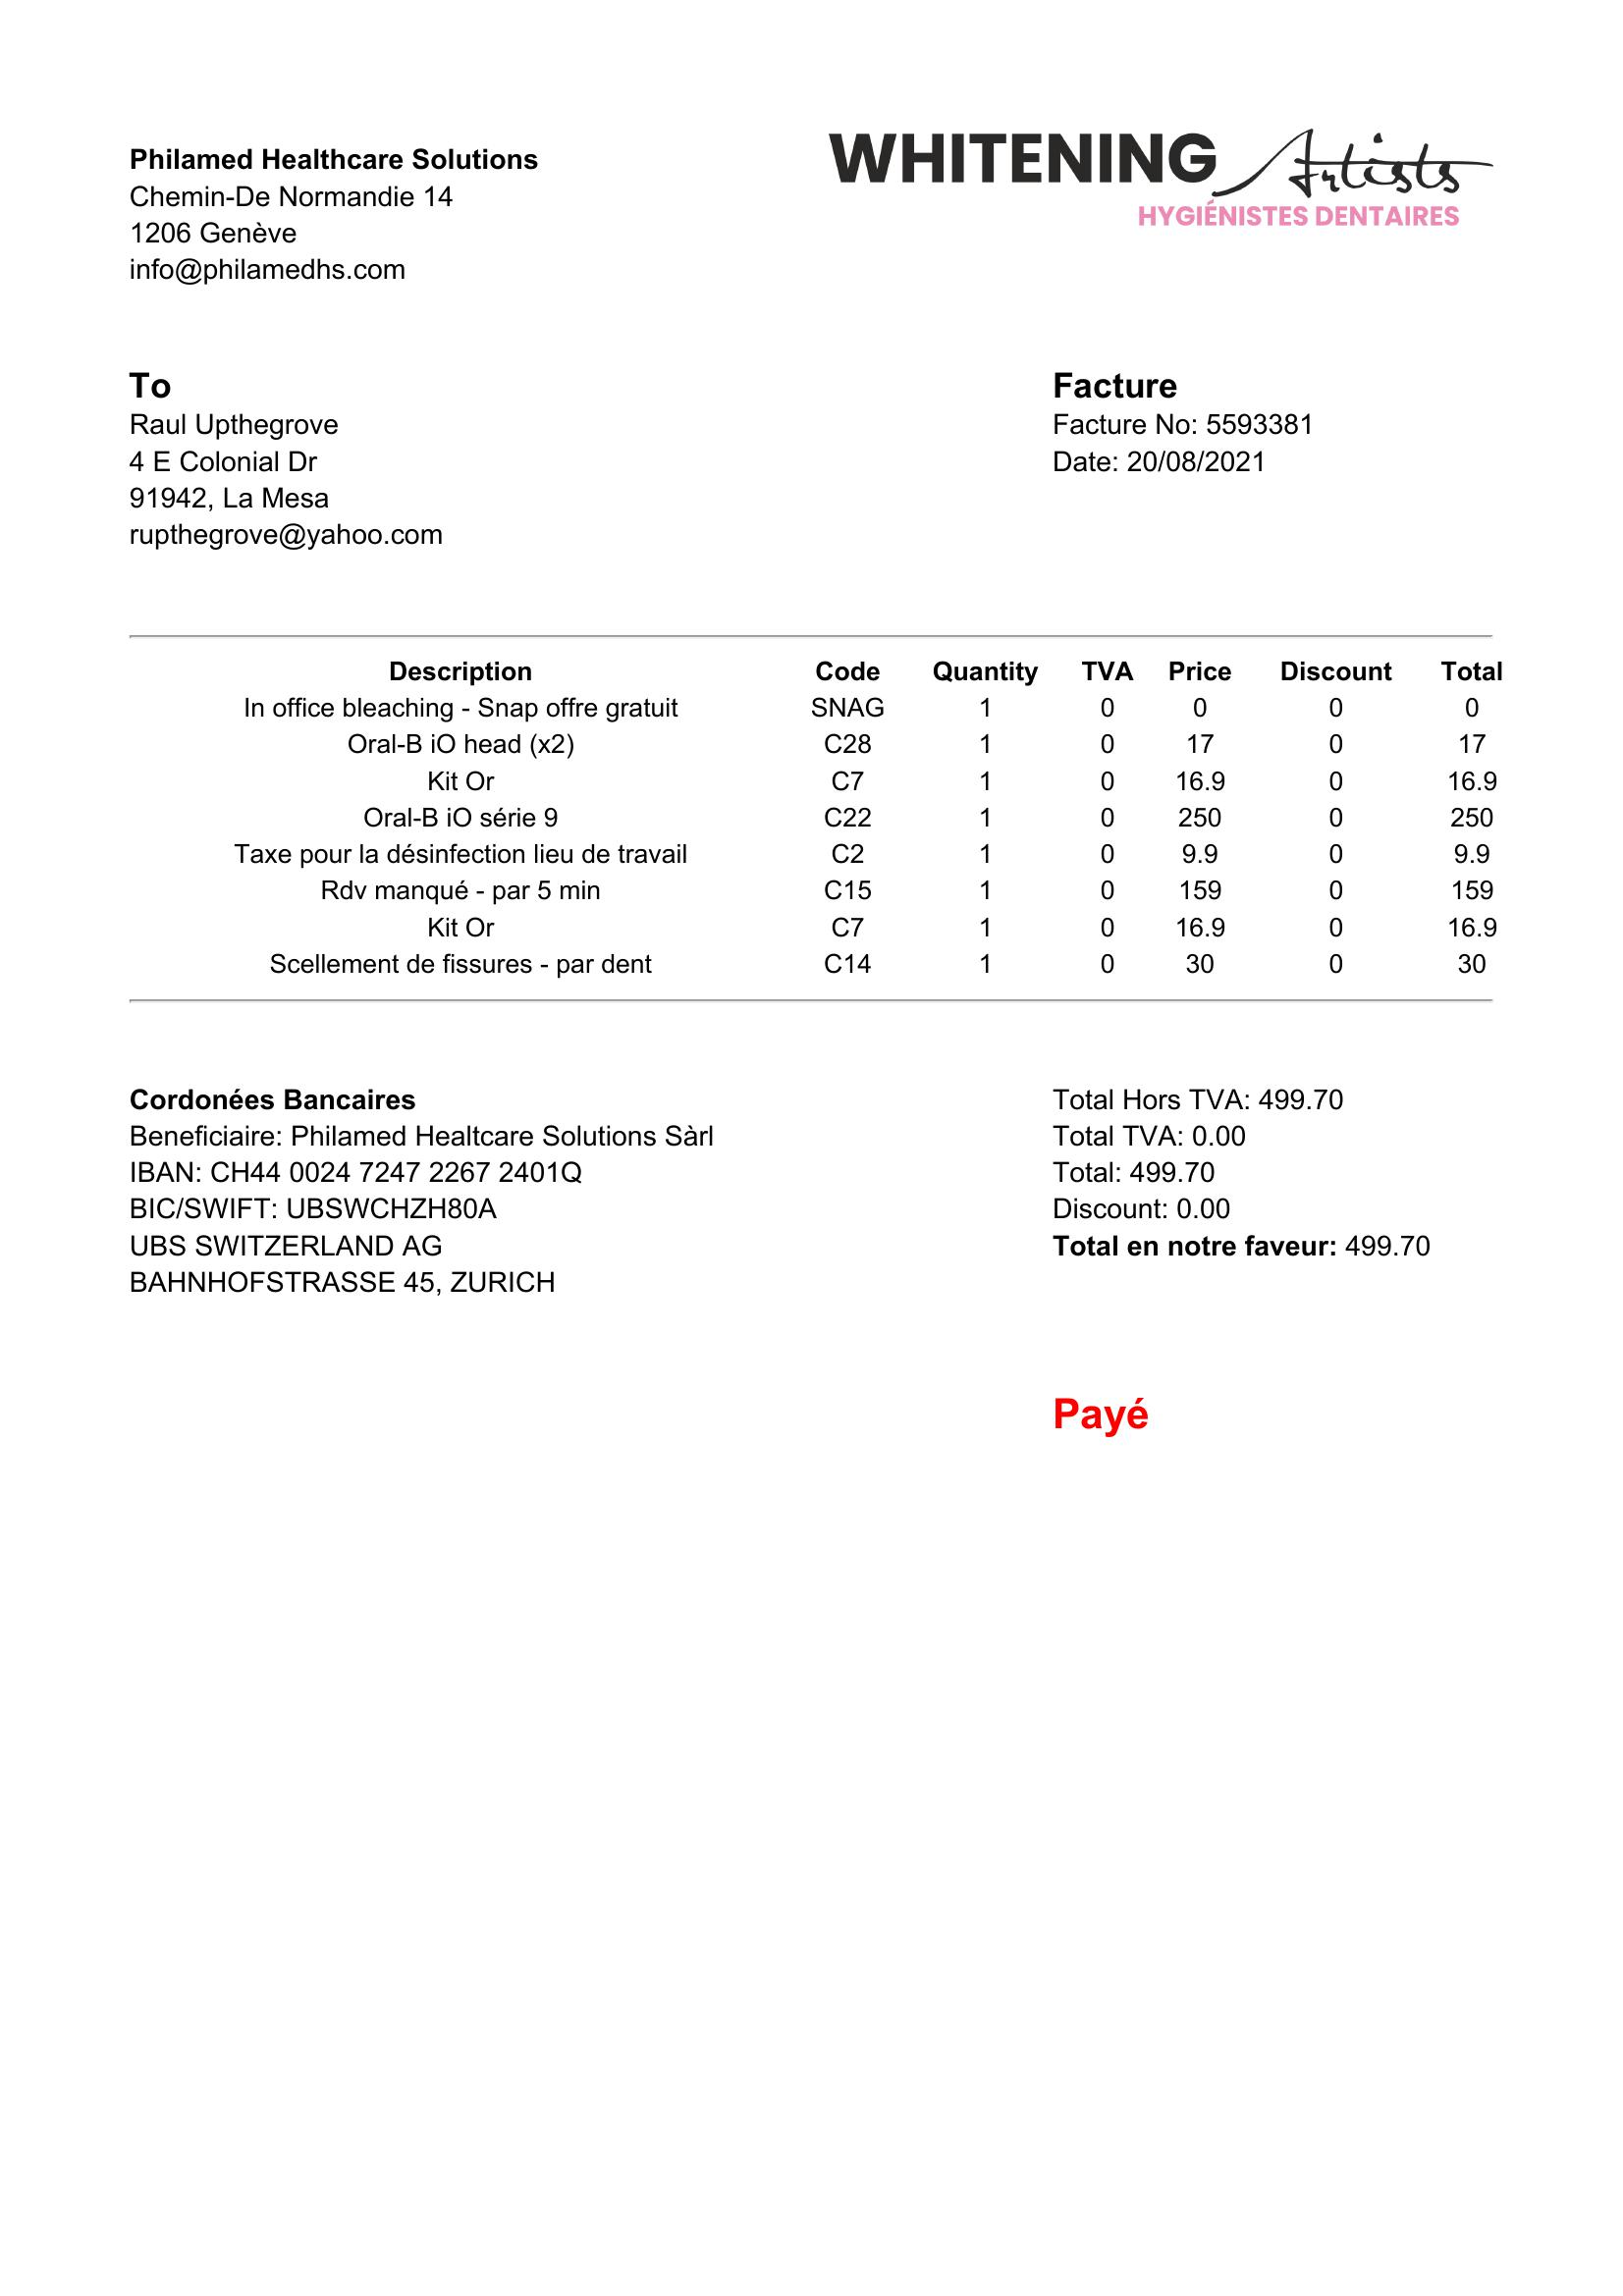 Philamed Healthcare Solutions
Chemin-De Normandie 14
1206 Genève
info@philamedhs.com
WHITENING Artists
HYGIÉNISTES DENTAIRES
To
Raul Upthegrove
4 E Colonial Dr
91942, La Mesa
rupthegrove@yahoo.com
Facture
Facture No: 5593381
Date: 20/08/2021
Description Code Quantity TVA Price Discount Total
In office bleaching - Snap offre gratuit SNAG 1 0 0 0 0
Oral-B iO head (x2) C28 1 0 17 0 17
Kit Or C7 1 0 16.9 0 16.9
Oral-B iO série 9 C22 1 0 250 0 250
Taxe pour la désinfection lieu de travail C2 1 0 9.9 0 9.9
Rdv manqué - par 5 min C15 1 0 159 0 159
Kit Or C7 1 0 16.9 0 16.9
Scellement de fissures - par dent C14 1 0 30 0 30
Cordonées Bancaires
Beneficiaire: Philamed Healtcare Solutions Sàrl
IBAN: CH44 0024 7247 2267 2401Q
BIC/SWIFT: UBSWCHZH80A
UBS SWITZERLAND AG
BAHNHOFSTRASSE 45, ZURICH
Total Hors TVA: 499.70
Total TVA: 0.00
Total: 499.70
Discount: 0.00
Total en notre faveur: 499.70
Payé